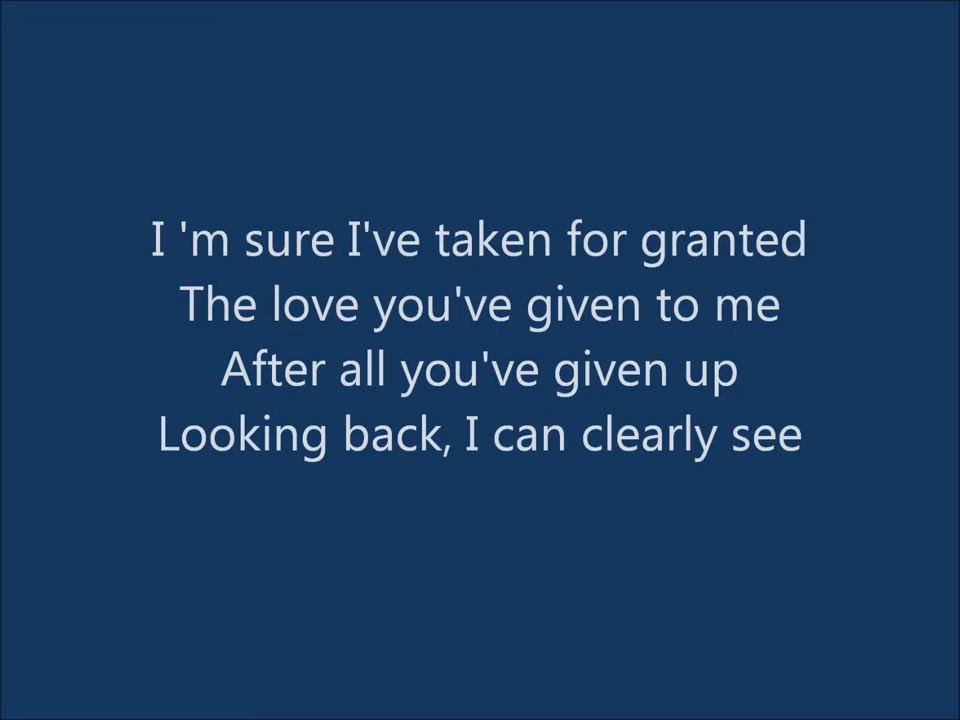 I 'm sure I've taken for granted
The love you've given to me
After all you've given up
Looking back, I can clearly see